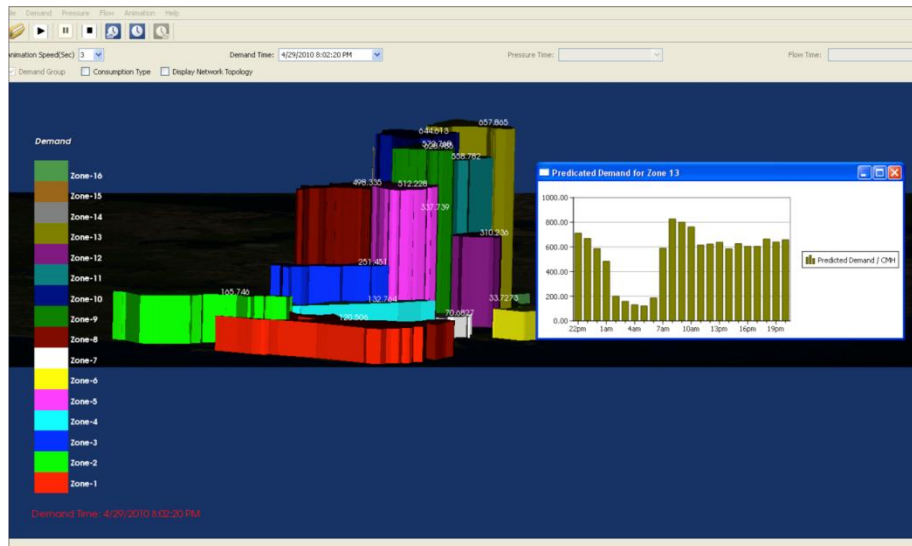 Demand Pressure Flow Animation Help
Animation Speed(Sec) 3 Demand Time: 4/29/2010 8:02:20 PM Pressure Time: Flow Time:
Demand Group Consumption Type Display Network Topology
Demand
Zone-16
Zone-15
Zone-14
Zone-13
Zone-12
Zone-11
Zone-10
Zone-9
Zone-8
Zone-7
Zone-6
Zone-5
Zone-4
Zone-3
Zone-2
Zone-1
657.865
644.613
558.782
498.335 512.228
337.739
310.236
251.451
165.746
132.764
33.7273
120.506
70.6827
Predicated Demand for Zone 13
1000.00
800.00
600.00
400.00
200.00
0.00
22pm 1am 4am 7am 10am 13pm 16pm 19pm
Predicted Demand / CMH
Demand Time: 4/29/2010 8:02:20 PM